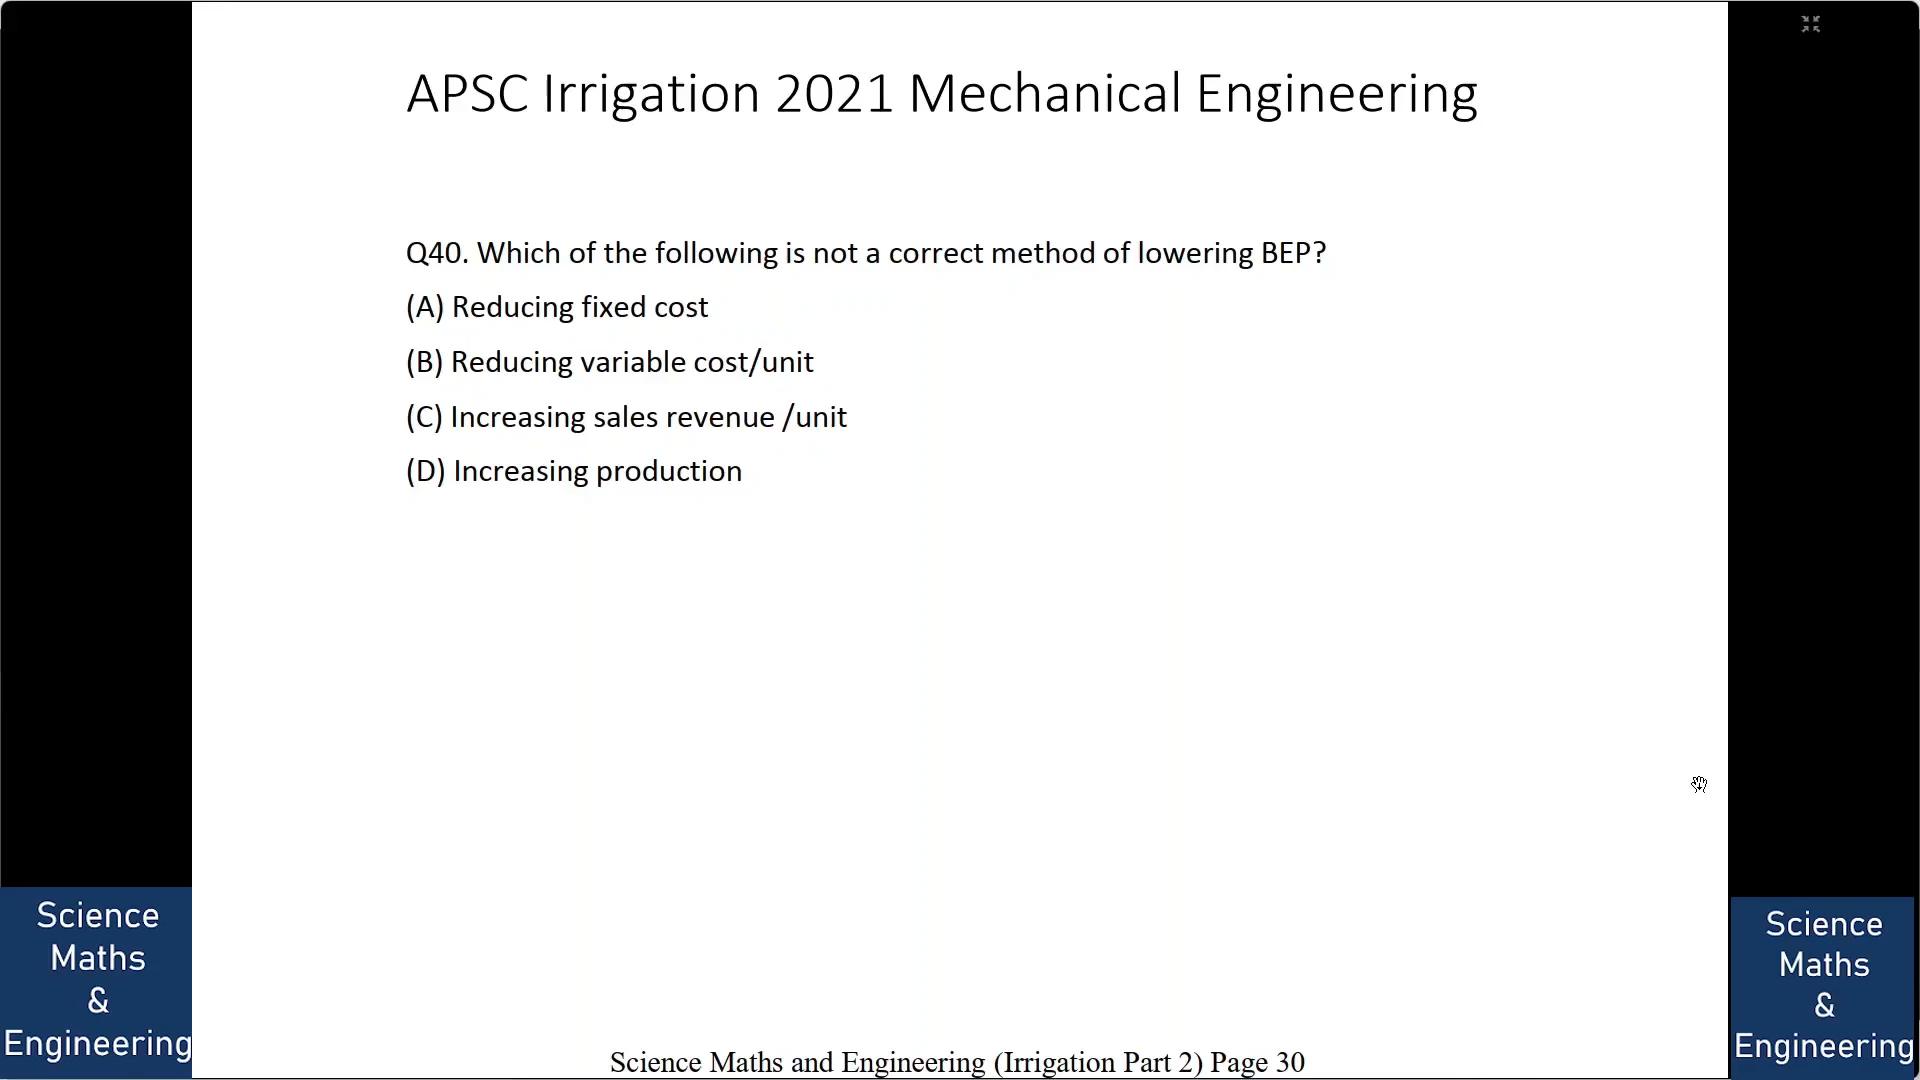 APSC Irrigation 2021 Mechanical Engineering
Q40. Which of the following is not a correct method of lowering BEP?
(A) Reducing fixed cost
(B) Reducing variable cost/unit
(C) Increasing sales revenue /unit
(D) Increasing production
Science
Maths
&
Engineering
Science
Maths
&
Engineering
Science Maths and Engineering (Irrigation Part 2) Page 30